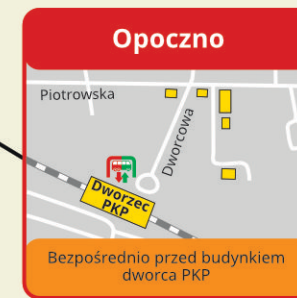 Opoczno
Piotrowska
Dworcowa
Dworzec
PKP
Bezpośrednio przed budynkiem
dworca PKP